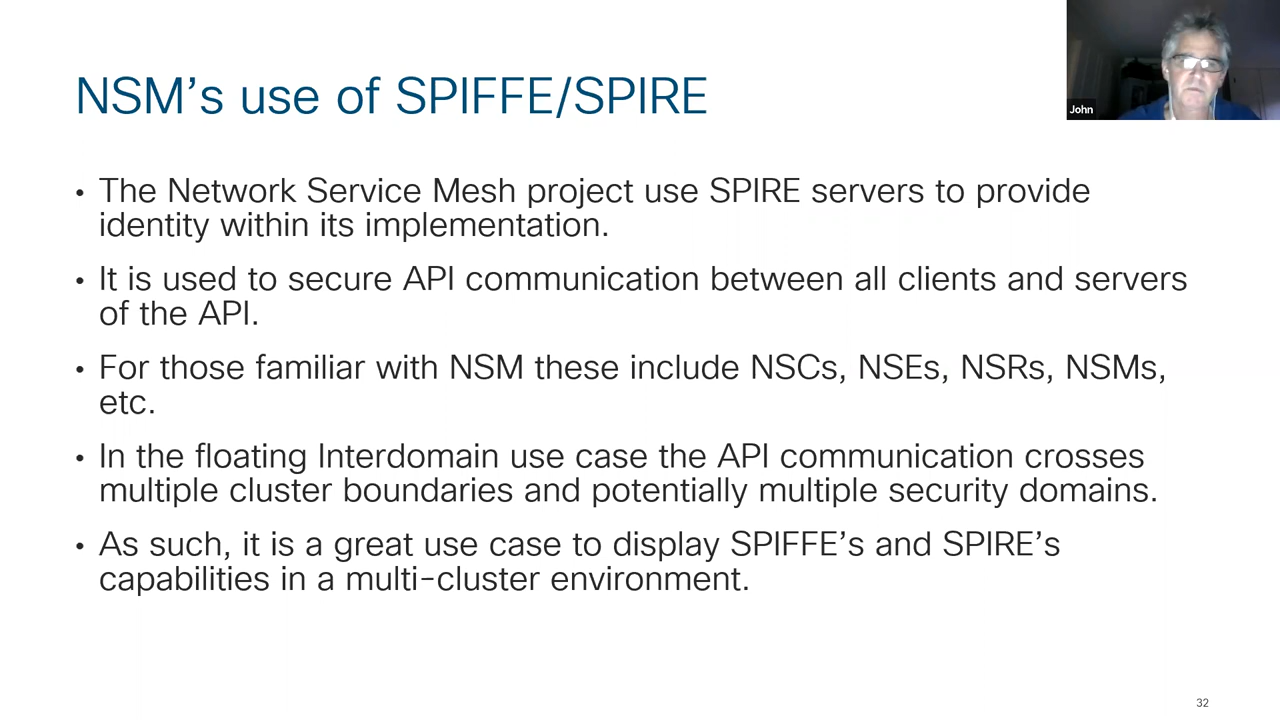 NSM’s use of SPIFFE/SPIRE
John
• The Network Service Mesh project use SPIRE servers to provide
identity within its implementation.
• It is used to secure API communication between all clients and servers
of the API.
• For those familiar with NSM these include NSCs, NSEs, NSRs, NSMs,
etc.
• In the floating Interdomain use case the API communication crosses
multiple cluster boundaries and potentially multiple security domains.
• As such, it is a great use case to display SPIFFE’s and SPIRE’s
capabilities in a multi-cluster environment.
32